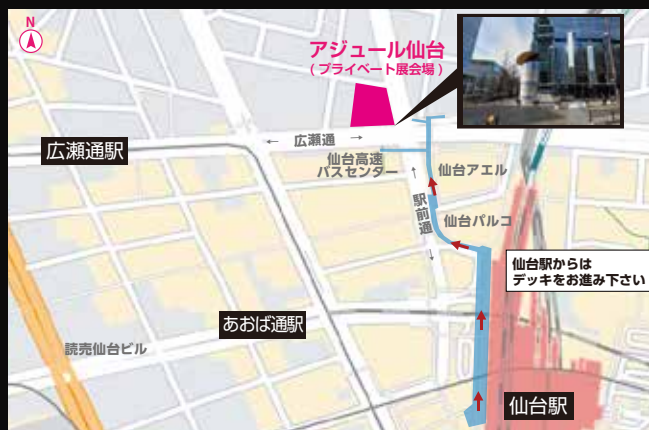 N
アジュール仙台
(プライベート展会場)
広瀬通駅
← 広瀬通 →
仙台高速
バスセンター
仙台アエル
← 駅前通 →
仙台パルコ
仙台駅からは
デッキをお進み下さい
あおば通駅
読売仙台ビル
仙台駅